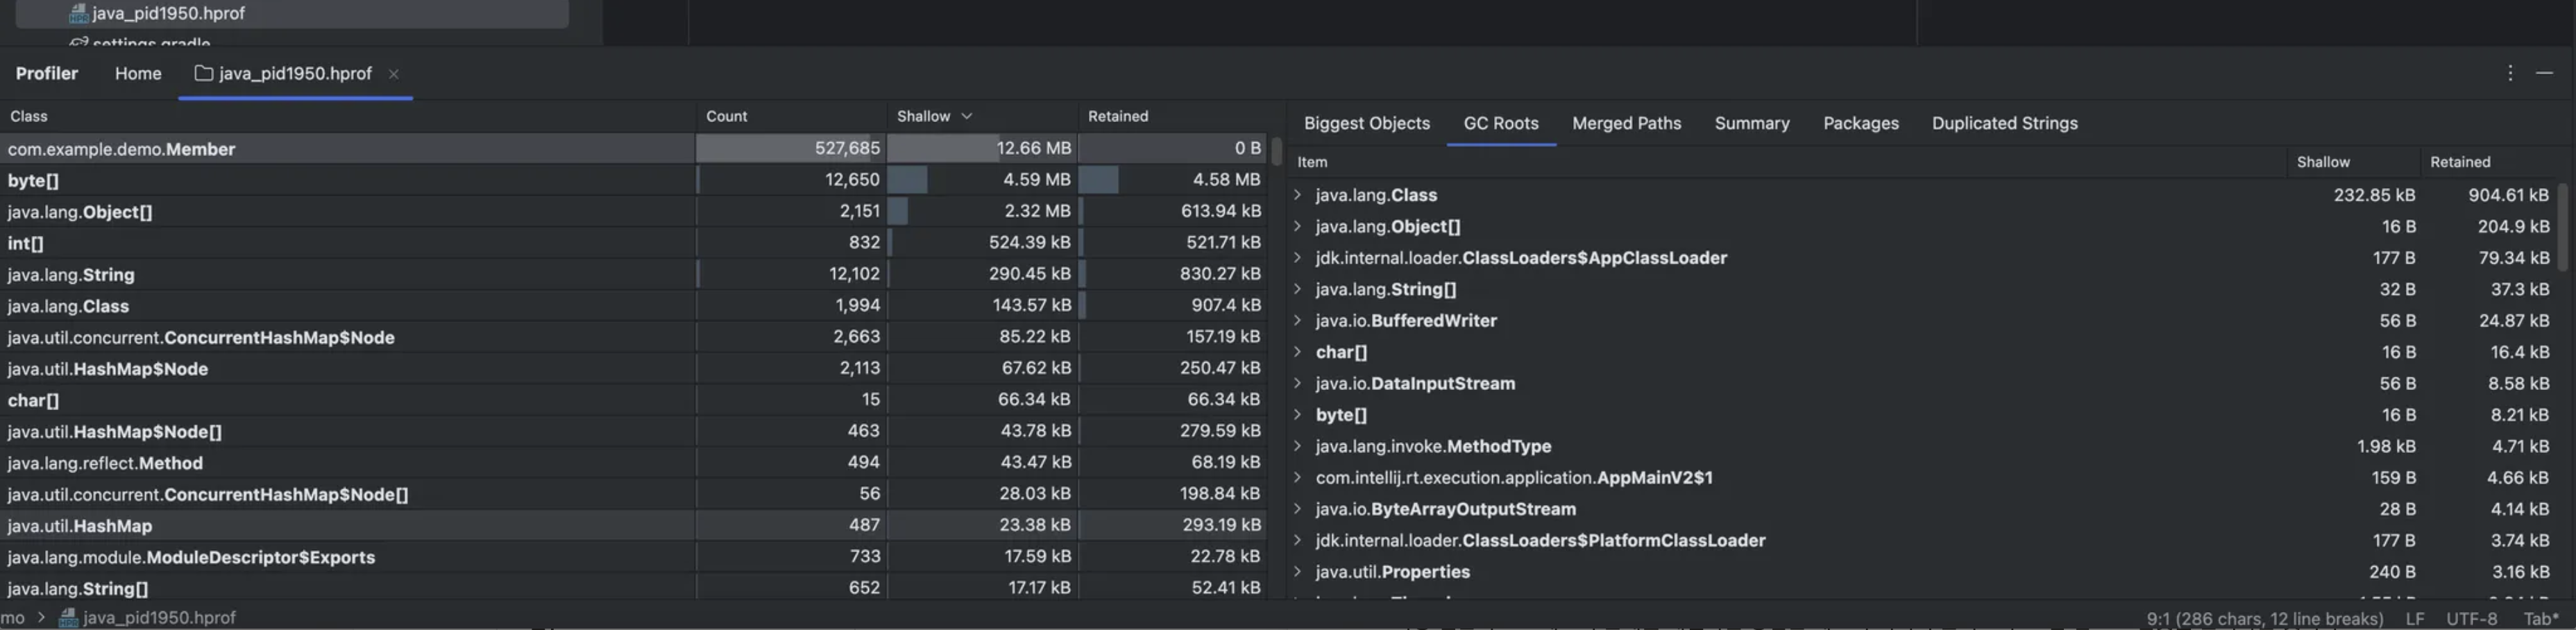 java_pid1950.hprof
settings.gradle
Profiler Home java_pid1950.hprof
Class Count Shallow Retained
com.example.demo.Member 527,685 12.66 MB 0 B
byte[] 12,650 4.59 MB 4.58 MB
java.lang.Object[] 2,151 2.32 MB 613.94 kB
int[] 832 524.39 kB 521.71 kB
java.lang.String 12,102 290.45 kB 830.27 kB
java.lang.Class 1,994 143.57 kB 907.4 kB
java.util.concurrent.ConcurrentHashMap$Node 2,663 85.22 kB 157.19 kB
java.util.HashMap$Node 2,113 67.62 kB 250.47 kB
char[] 15 66.34 kB 66.34 kB
java.util.HashMap$Node[] 463 43.78 kB 279.59 kB
java.lang.reflect.Method 494 43.47 kB 68.19 kB
java.util.concurrent.ConcurrentHashMap$Node[] 56 28.03 kB 198.84 kB
java.util.HashMap 487 23.38 kB 293.19 kB
java.lang.module.ModuleDescriptor$Exports 733 17.59 kB 22.78 kB
java.lang.String[] 652 17.17 kB 52.41 kB
Biggest Objects GC Roots Merged Paths Summary Packages Duplicated Strings
Item Shallow Retained
java.lang.Class 232.85 kB 904.61 kB
java.lang.Object[] 16 B 204.9 kB
jdk.internal.loader.ClassLoaders$AppClassLoader 177 B 79.34 kB
java.lang.String[] 32 B 37.3 kB
java.io.BufferedWriter 56 B 24.87 kB
char[] 16 B 16.4 kB
java.io.DataInputStream 56 B 8.58 kB
byte[] 16 B 8.21 kB
java.lang.invoke.MethodType 1.98 kB 4.71 kB
com.intellij.rt.execution.application.AppMainV2$1 159 B 4.66 kB
java.io.ByteArrayOutputStream 28 B 4.14 kB
jdk.internal.loader.ClassLoaders$PlatformClassLoader 177 B 3.74 kB
java.util.Properties 240 B 3.16 kB
mo > java_pid1950.hprof
9:1 (286 chars, 12 line breaks) LF UTF-8 Tab*